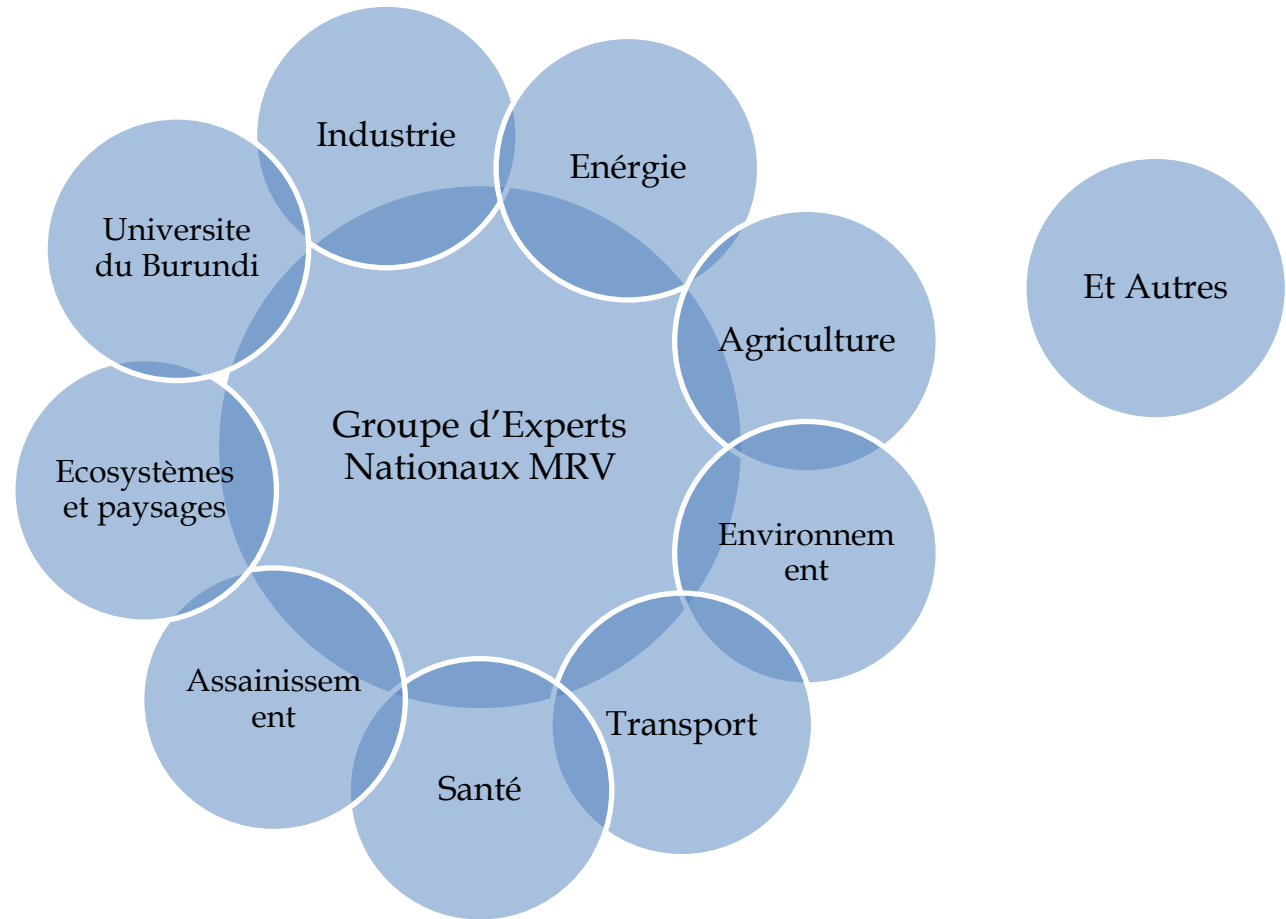 Industrie
Enérgie
Universite
du Burundi
Et Autres
Agriculture
Groupe d’Experts
Nationaux MRV
Ecosystèmes
et paysages
Environnem
ent
Assainissem
ent
Transport
Santé